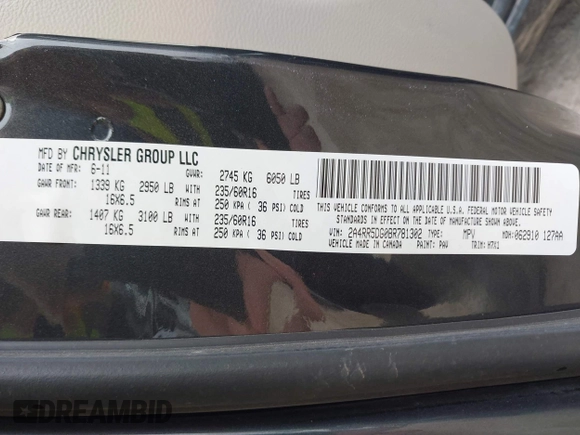 MFD BY CHRYSLER GROUP LLC
DATE OF MFR: 6-11 GVWR: 2745 KG 6050 LB
GAWR FRONT: 1339 KG 2950 LB WITH 235/60R16 TIRES
16X6.5 RIMS AT 250 KPA ( 36 PSI) COLD
GAWR REAR: 1407 KG 3100 LB WITH 235/60R16 TIRES
16X6.5 RIMS AT 250 KPA ( 36 PSI) COLD
THIS VEHICLE CONFORMS TO ALL APPLICABLE U.S.A. FEDERAL MOTOR VEHICLE SAFETY
STANDARDS IN EFFECT ON THE DATE OF MANUFACTURE SHOWN ABOVE.
VIN: 2A4RR5DG0BR781302 TYPE: MPV MDH:062910 127AA
VEHICLE MADE IN CANADA PAINT: PAV TRIM: H7X1
DREAMBID